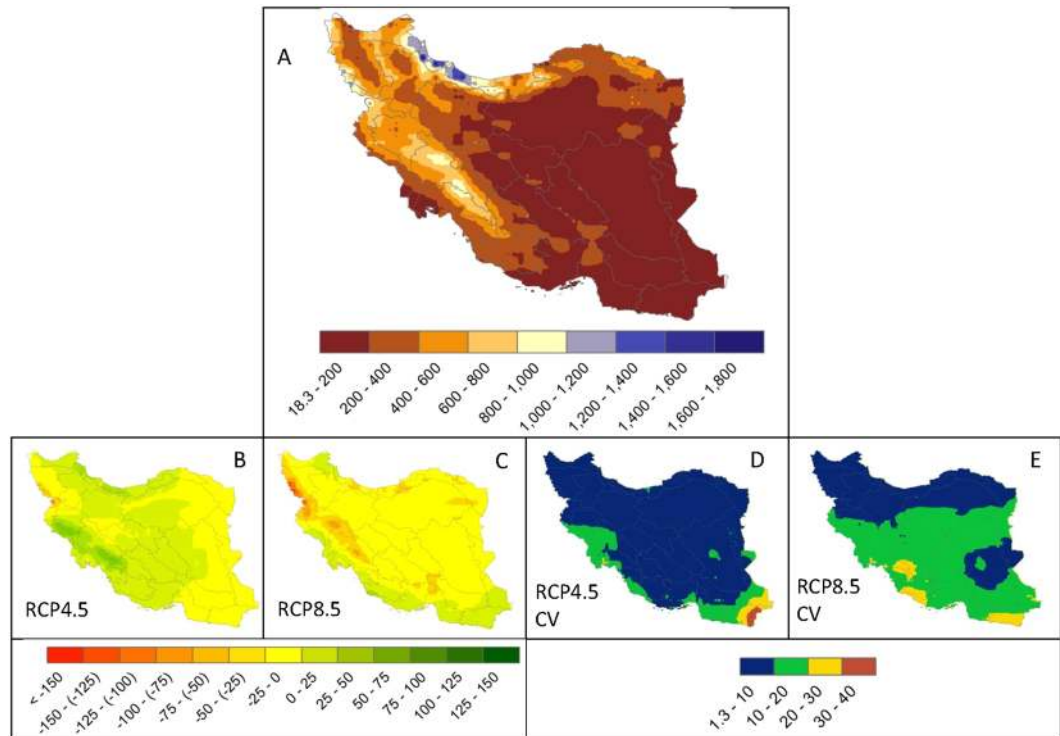 A
18.3 - 200
200 - 400
400 - 600
600 - 800
800 - 1,000
1,000 - 1,200
1,200 - 1,400
1,400 - 1,600
1,600 - 1,800
B
RCP4.5
C
RCP8.5
D
RCP4.5
CV
E
RCP8.5
CV
< -150
-150 - (-125)
-125 - (-100)
-100 - (-75)
-75 - (-50)
-50 - (-25)
-25 - 0
0 - 25
25 - 50
50 - 75
75 - 100
100 - 125
125 - 150
1.3 - 10
10 - 20
20 - 30
30 - 40